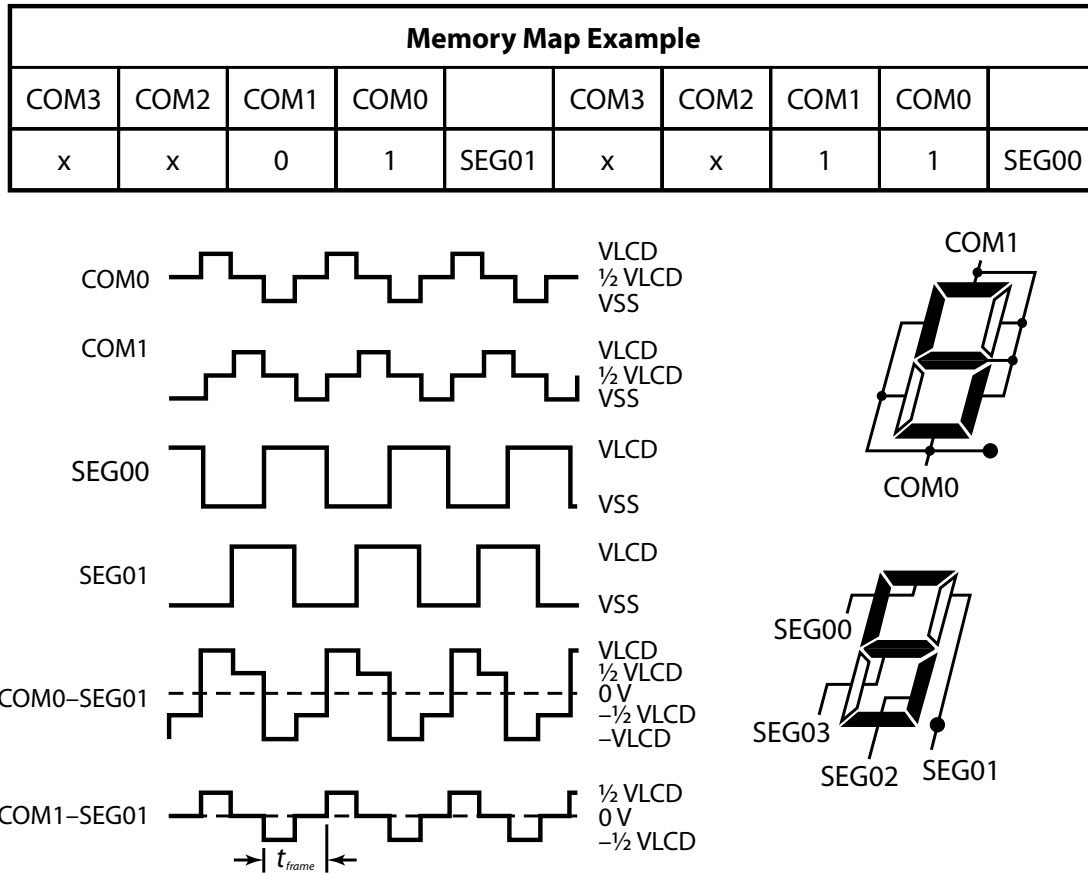 Memory Map Example
COM3 COM2 COM1 COM0 COM3 COM2 COM1 COM0
x x 0 1 SEG01 x x 1 1 SEG00
COM0
VLCD
½ VLCD
VSS
COM1
VLCD
½ VLCD
VSS
SEG00
VLCD
VSS
SEG01
VLCD
VSS
COM0–SEG01
VLCD
½ VLCD
0 V
–½ VLCD
–VLCD
COM1–SEG01
½ VLCD
0 V
–½ VLCD
tframe
COM1
COM0
SEG00
SEG03
SEG02
SEG01